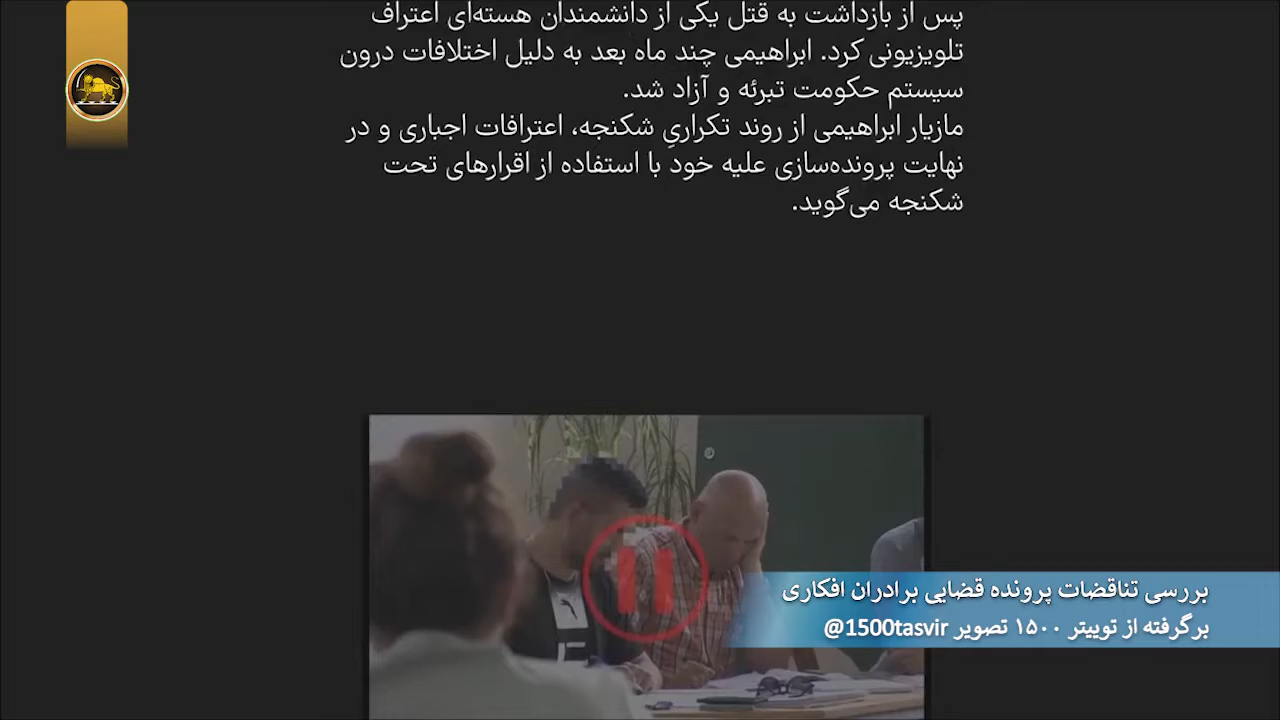 پس از بازداشت به قتل یکی از دانشمندان هسته‌ای اعتراف
تلویزیونی کرد. ابراهیمی چند ماه بعد به دلیل اختلافات درون
سیستم حکومت تبرئه و آزاد شد.
مازیار ابراهیمی از روند تکراریِ شکنجه، اعترافات اجباری و در
نهایت پرونده‌سازی علیه خود با استفاده از اقرارهای تحت
شکنجه می‌گوید.
بررسی تناقضات پرونده قضایی برادران افکاری
برگرفته از توییتر ۱۵۰۰ تصویر 1500tasvir@